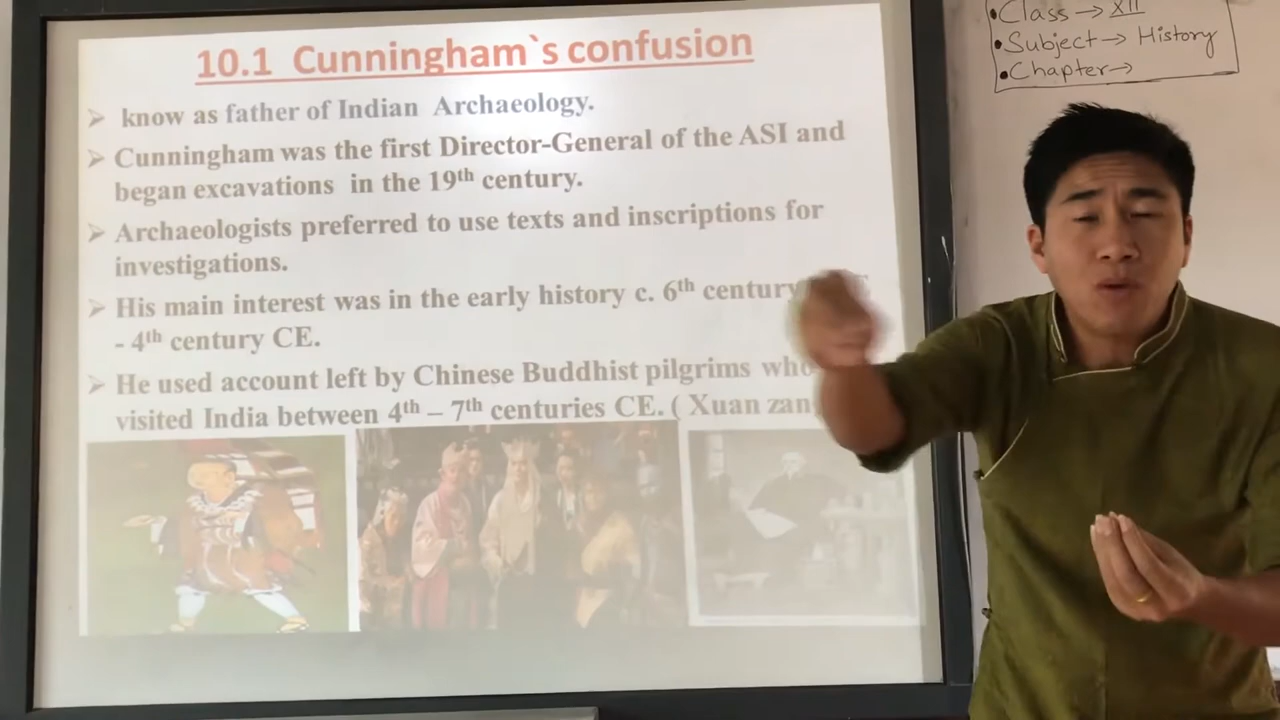 10.1 Cunningham`s confusion
➢ know as father of Indian Archaeology.
➢ Cunningham was the first Director-General of the ASI and
began excavations in the 19th century.
➢ Archaeologists preferred to use texts and inscriptions for
investigations.
➢ His main interest was in the early history c. 6th century
- 4th century CE.
➢ He used account left by Chinese Buddhist pilgrims who
visited India between 4th – 7th centuries CE. ( Xuan zan
•Class→ XII
•Subject→ History
•Chapter→